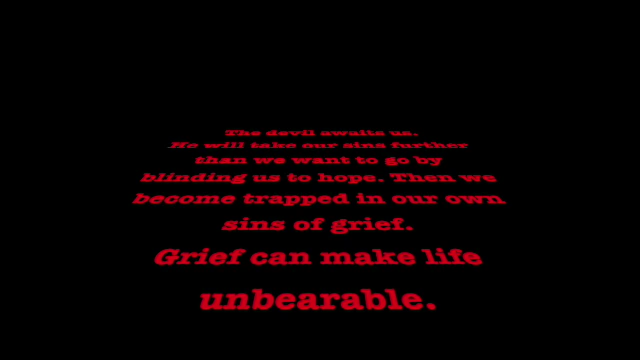 The devil awaits us.
He will take our sins further
than we want to go by
blinding us to hope. Then we
become trapped in our own
sins of grief.
Grief can make life
unbearable.